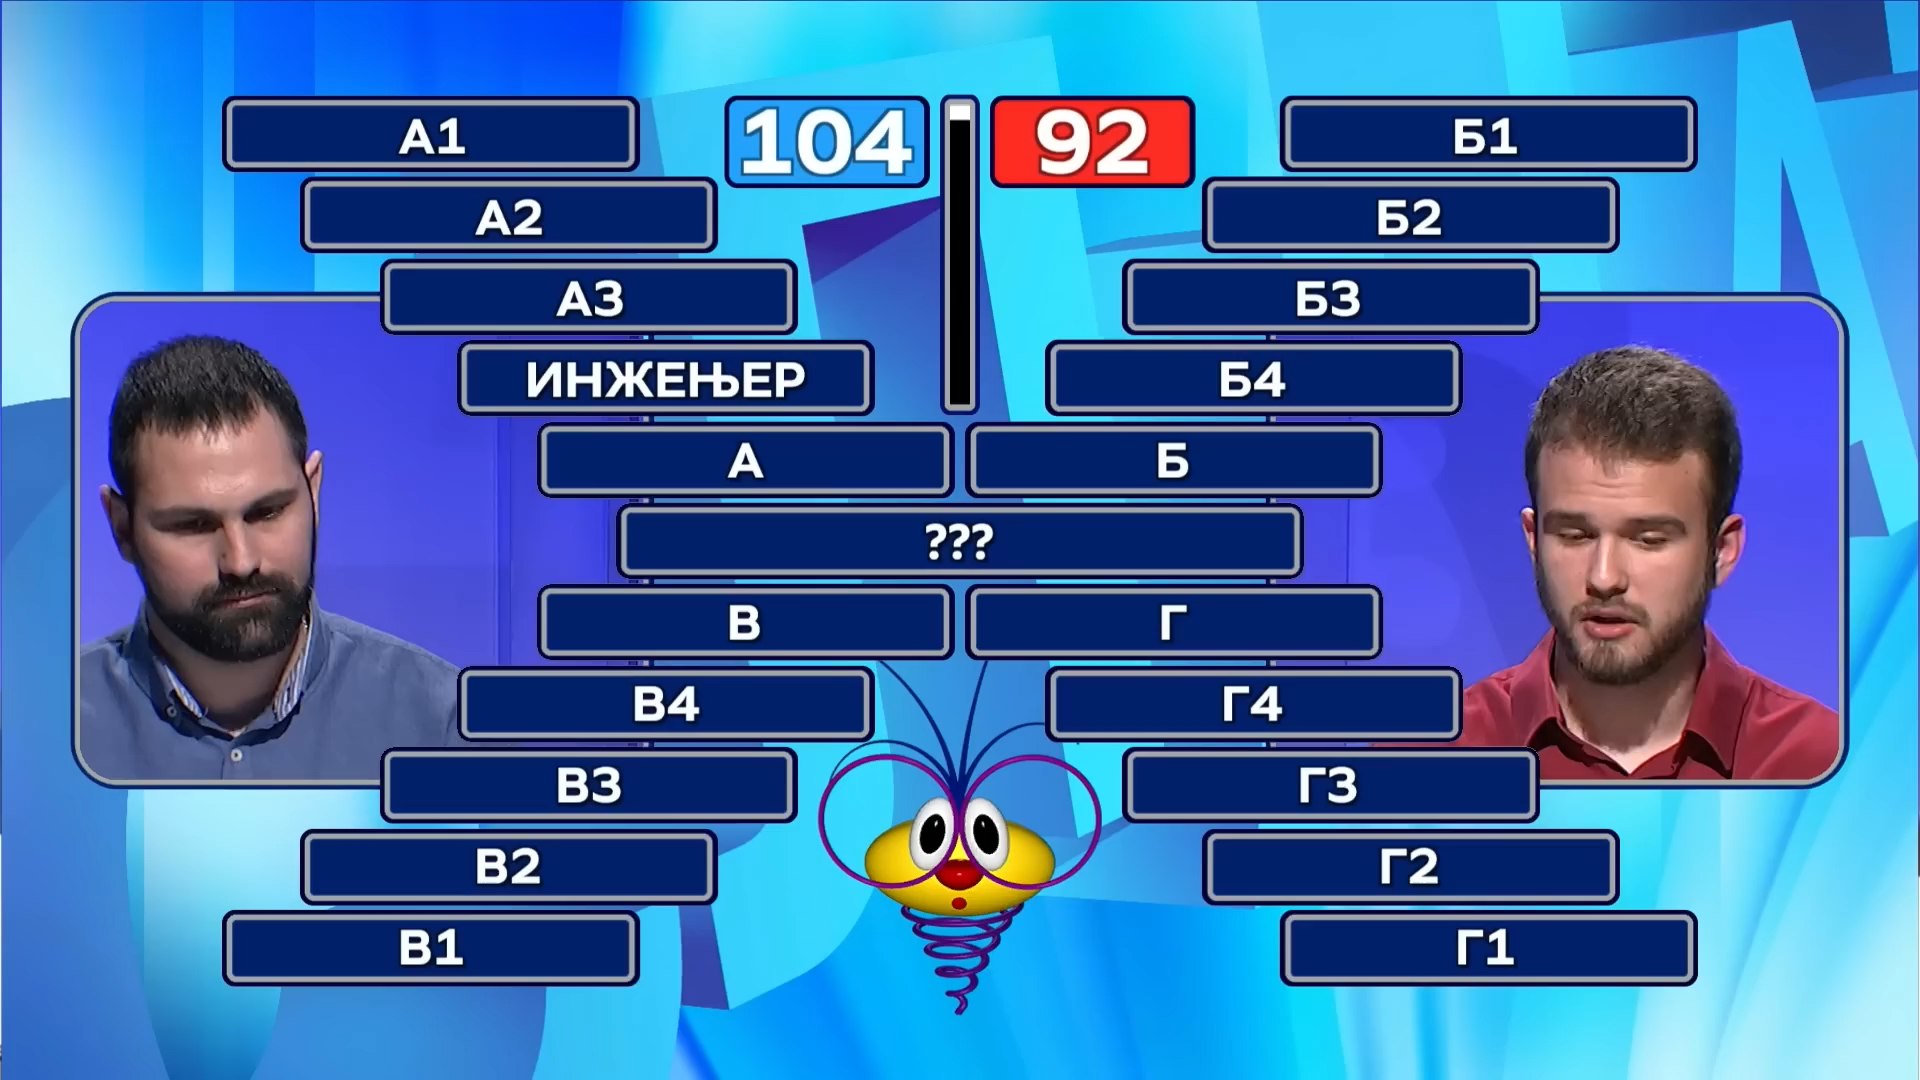 А1 104 92 Б1
А2 Б2
А3 Б3
ИНЖЕЊЕР Б4
А Б
???
В Г
В4 Г4
В3 Г3
В2 Г2
В1 Г1